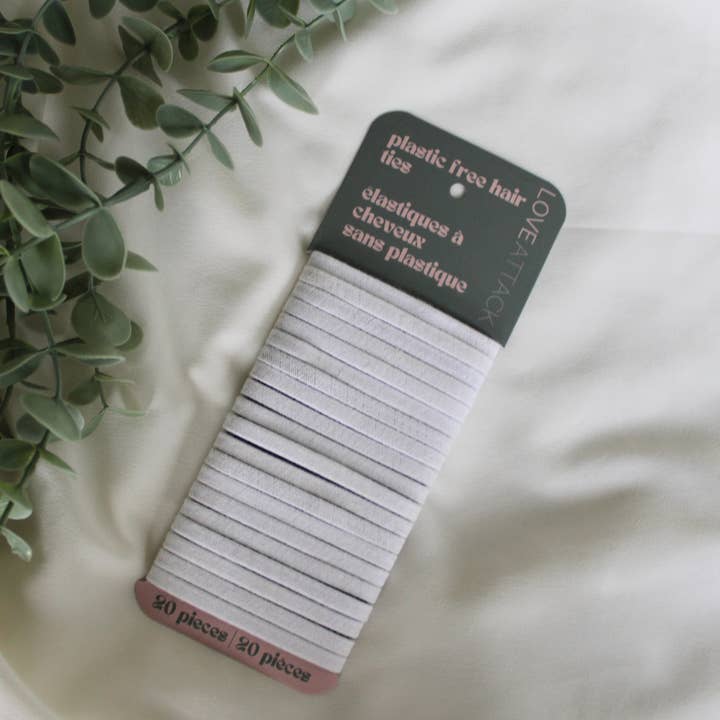 plastic free hair
ties
élastiques à
cheveux
sans plastique
LOVEATTACK
20 pieces | 20 pièces